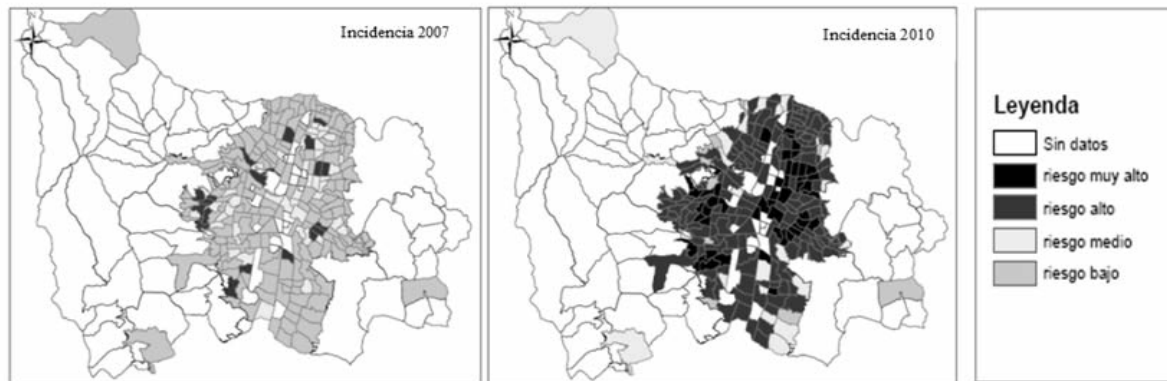 Incidencia 2007
Incidencia 2010
Leyenda
Sin datos
riesgo muy alto
riesgo alto
riesgo medio
riesgo bajo